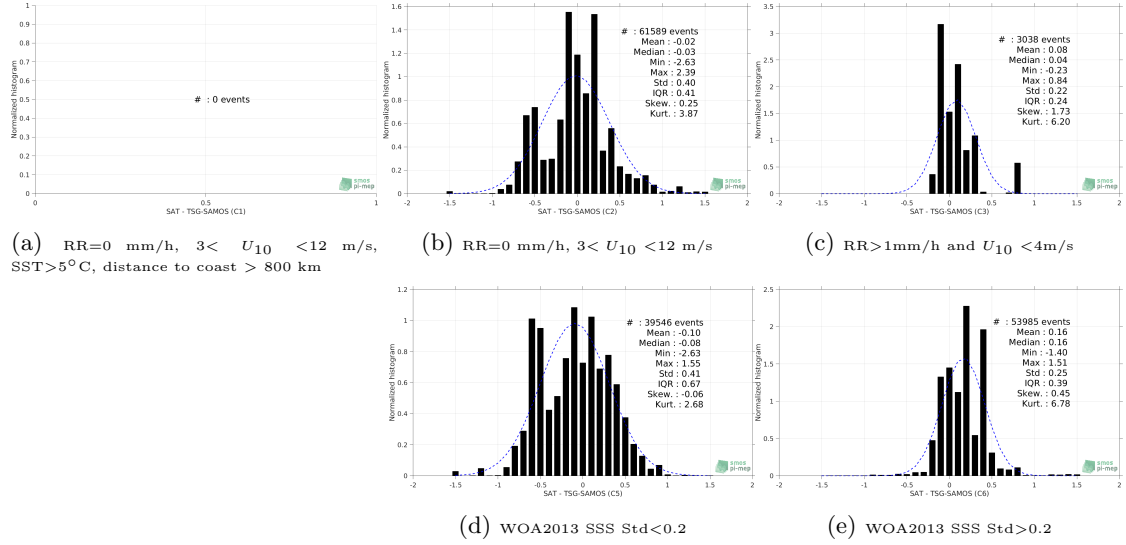 1
0.9
0.8
0.7
0.6
0.5
0.4
0.3
0.2
0.1
0
Normalized histogram
# : 0 events
0 0.5 1
SAT - TSG-SAMOS (C1)
smos
pi-mep
(a) RR=0 mm/h, 3< U10 <12 m/s,
SST>5°C, distance to coast > 800 km
1.6
1.4
1.2
1
0.8
0.6
0.4
0.2
0
Normalized histogram
# : 61589 events
Mean : -0.02
Median : -0.03
Min : -2.63
Max : 2.39
Std : 0.40
IQR : 0.41
Skew. : 0.25
Kurt. : 3.87
-2 -1.5 -1 -0.5 0 0.5 1 1.5 2
SAT - TSG-SAMOS (C2)
smos
pi-mep
(b) RR=0 mm/h, 3< U10 <12 m/s
3.5
3
2.5
2
1.5
1
0.5
0
Normalized histogram
# : 3038 events
Mean : 0.08
Median : 0.04
Min : -0.23
Max : 0.84
Std : 0.22
IQR : 0.24
Skew. : 1.73
Kurt. : 6.20
-2 -1.5 -1 -0.5 0 0.5 1 1.5 2
SAT - TSG-SAMOS (C3)
smos
pi-mep
(c) RR>1mm/h and U10 <4m/s
1.2
1
0.8
0.6
0.4
0.2
0
Normalized histogram
# : 39546 events
Mean : -0.10
Median : -0.08
Min : -2.63
Max : 1.55
Std : 0.41
IQR : 0.67
Skew. : -0.06
Kurt. : 2.68
-2 -1.5 -1 -0.5 0 0.5 1 1.5 2
SAT - TSG-SAMOS (C5)
smos
pi-mep
(d) WOA2013 SSS Std<0.2
2.5
2
1.5
1
0.5
0
Normalized histogram
# : 53985 events
Mean : 0.16
Median : 0.16
Min : -1.40
Max : 1.51
Std : 0.25
IQR : 0.39
Skew. : 0.45
Kurt. : 6.78
-2 -1.5 -1 -0.5 0 0.5 1 1.5 2
SAT - TSG-SAMOS (C6)
smos
pi-mep
(e) WOA2013 SSS Std>0.2